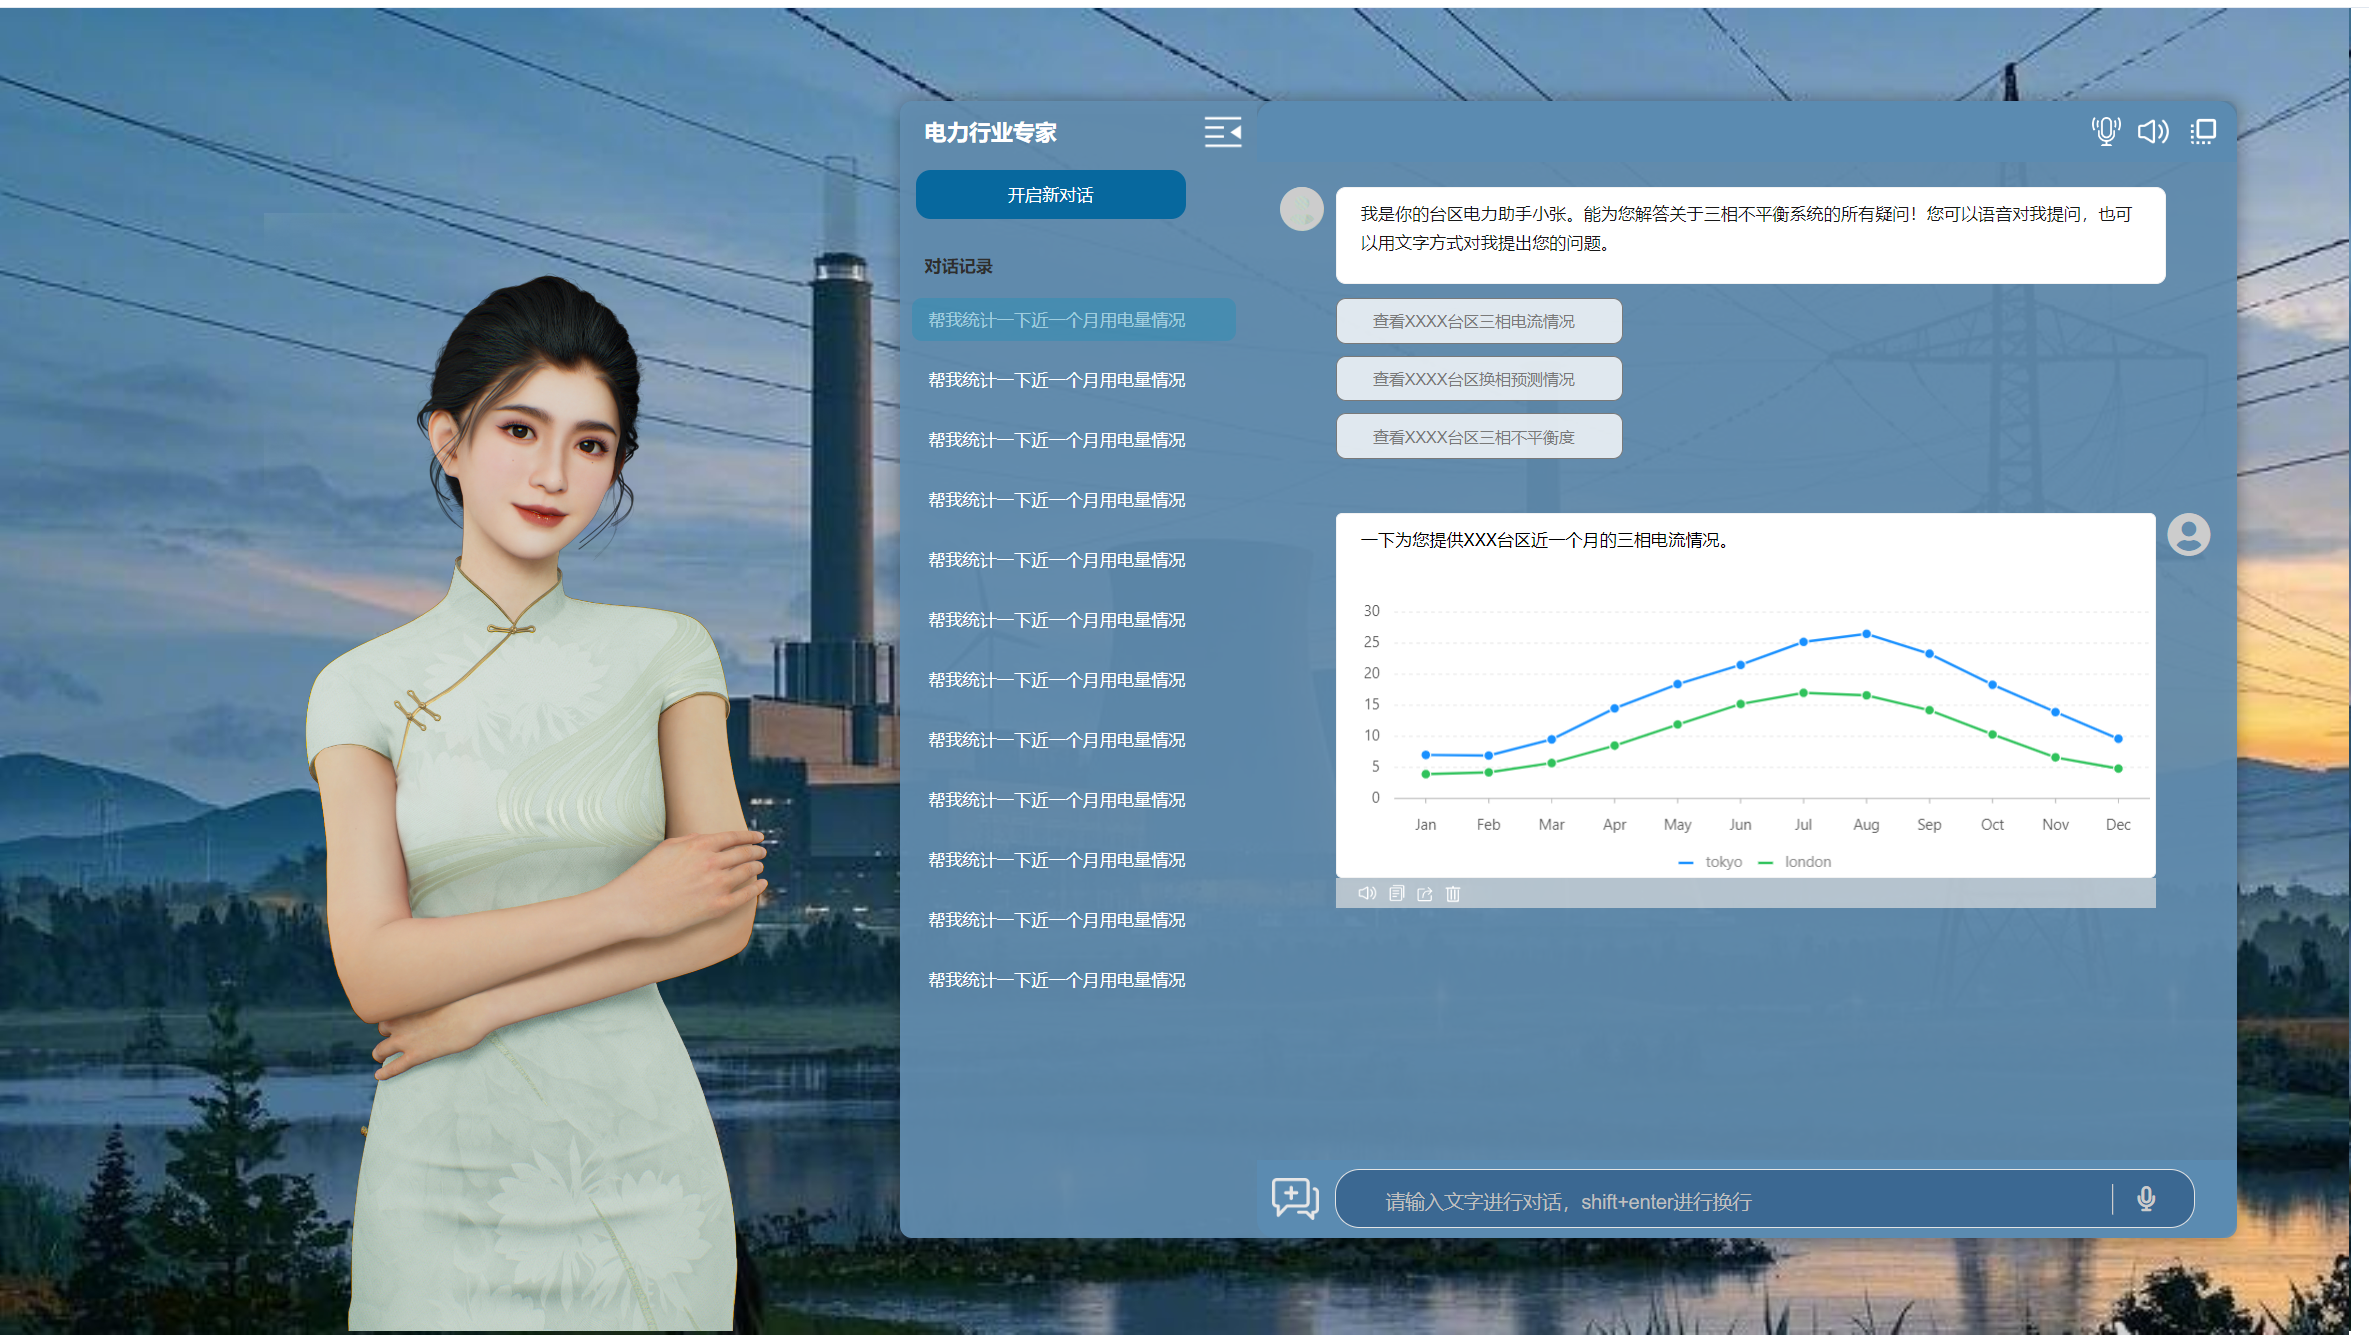 电力行业专家
开启新对话
对话记录
帮我统计一下近一个月用电量情况
帮我统计一下近一个月用电量情况
帮我统计一下近一个月用电量情况
帮我统计一下近一个月用电量情况
帮我统计一下近一个月用电量情况
帮我统计一下近一个月用电量情况
帮我统计一下近一个月用电量情况
帮我统计一下近一个月用电量情况
帮我统计一下近一个月用电量情况
帮我统计一下近一个月用电量情况
帮我统计一下近一个月用电量情况
帮我统计一下近一个月用电量情况
我是你的台区电力助手小张。能为您解答关于三相不平衡系统的所有疑问！您可以语音对我提问，也可
以用文字方式对我提出您的问题。
查看XXXX台区三相电流情况
查看XXXX台区换相预测情况
查看XXXX台区三相不平衡度
一下为您提供XXX台区近一个月的三相电流情况。
30
25
20
15
10
5
0
Jan Feb Mar Apr May Jun Jul Aug Sep Oct Nov Dec
tokyo london
请输入文字进行对话，shift+enter进行换行